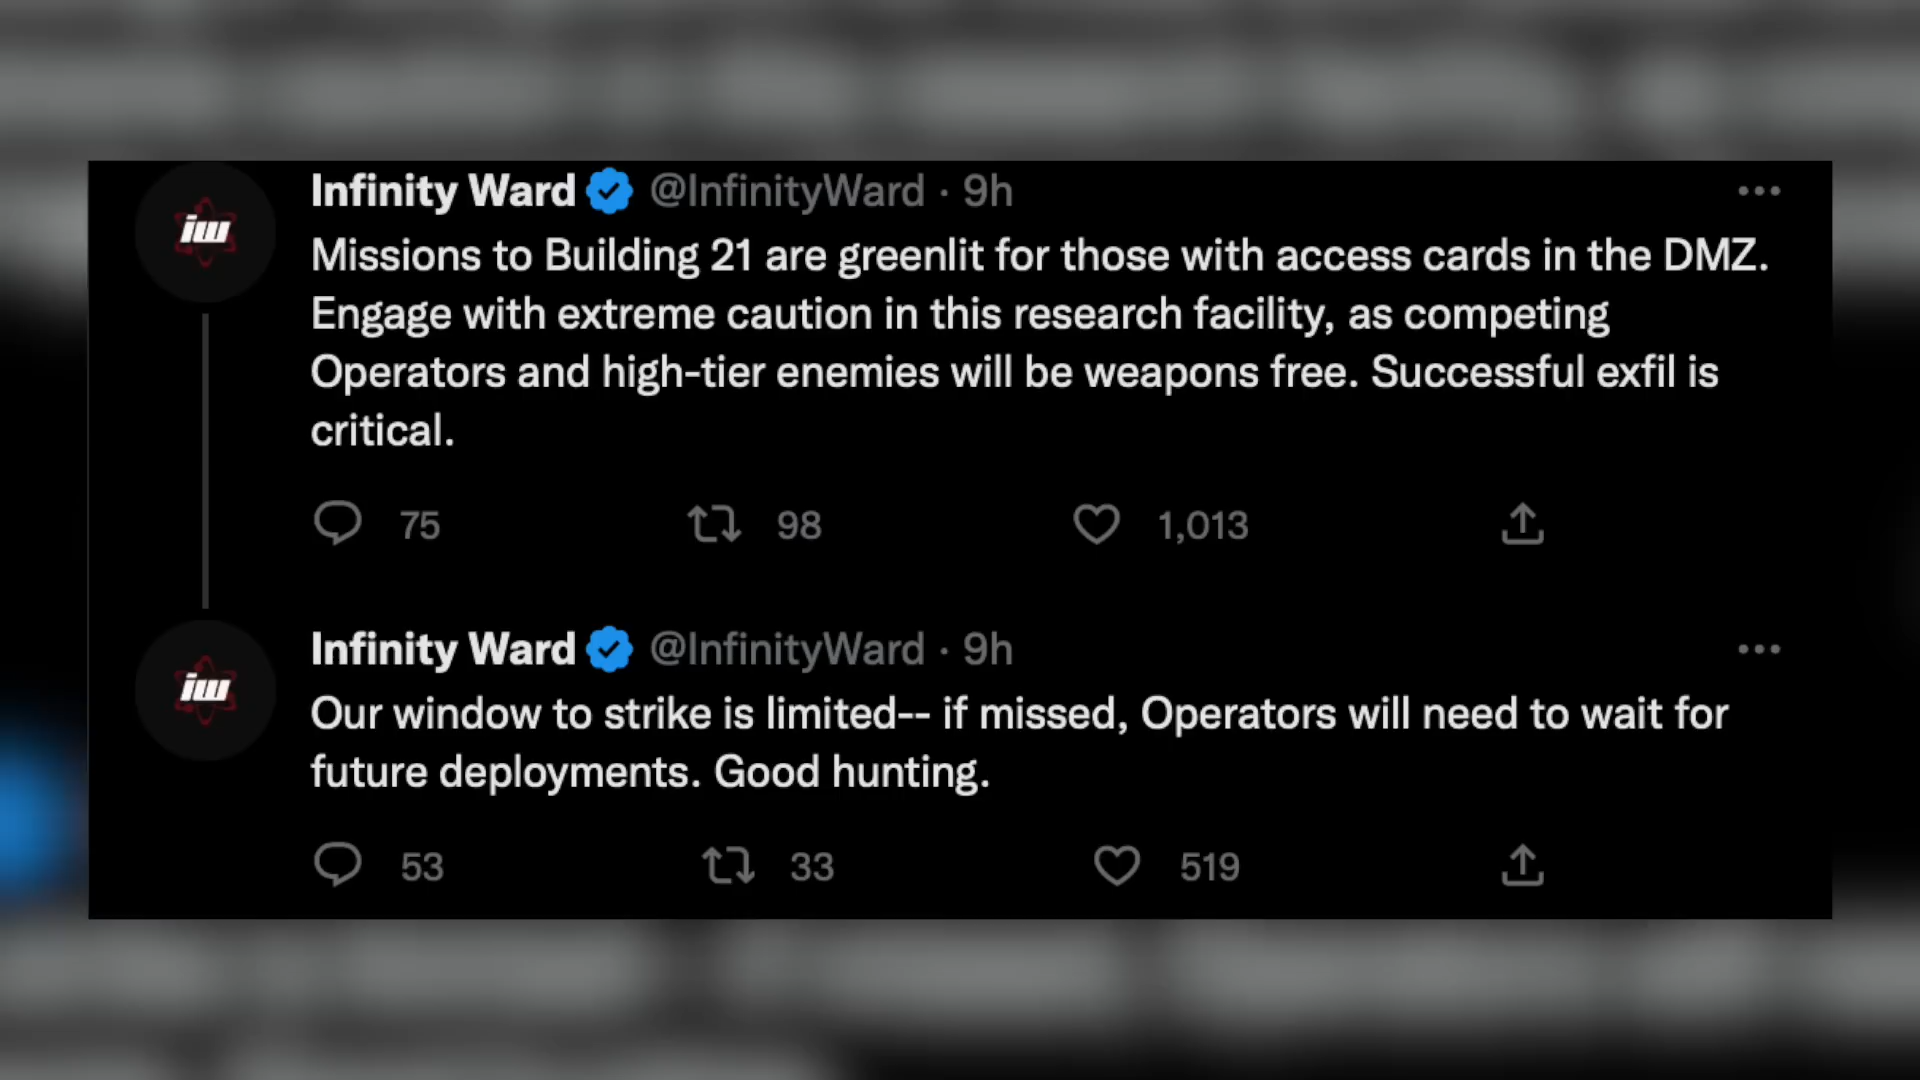 Infinity Ward @InfinityWard · 9h
iw
Missions to Building 21 are greenlit for those with access cards in the DMZ.
Engage with extreme caution in this research facility, as competing
Operators and high-tier enemies will be weapons free. Successful exfil is
critical.
75 98 1,013
Infinity Ward @InfinityWard · 9h
iw
Our window to strike is limited-- if missed, Operators will need to wait for
future deployments. Good hunting.
53 33 519